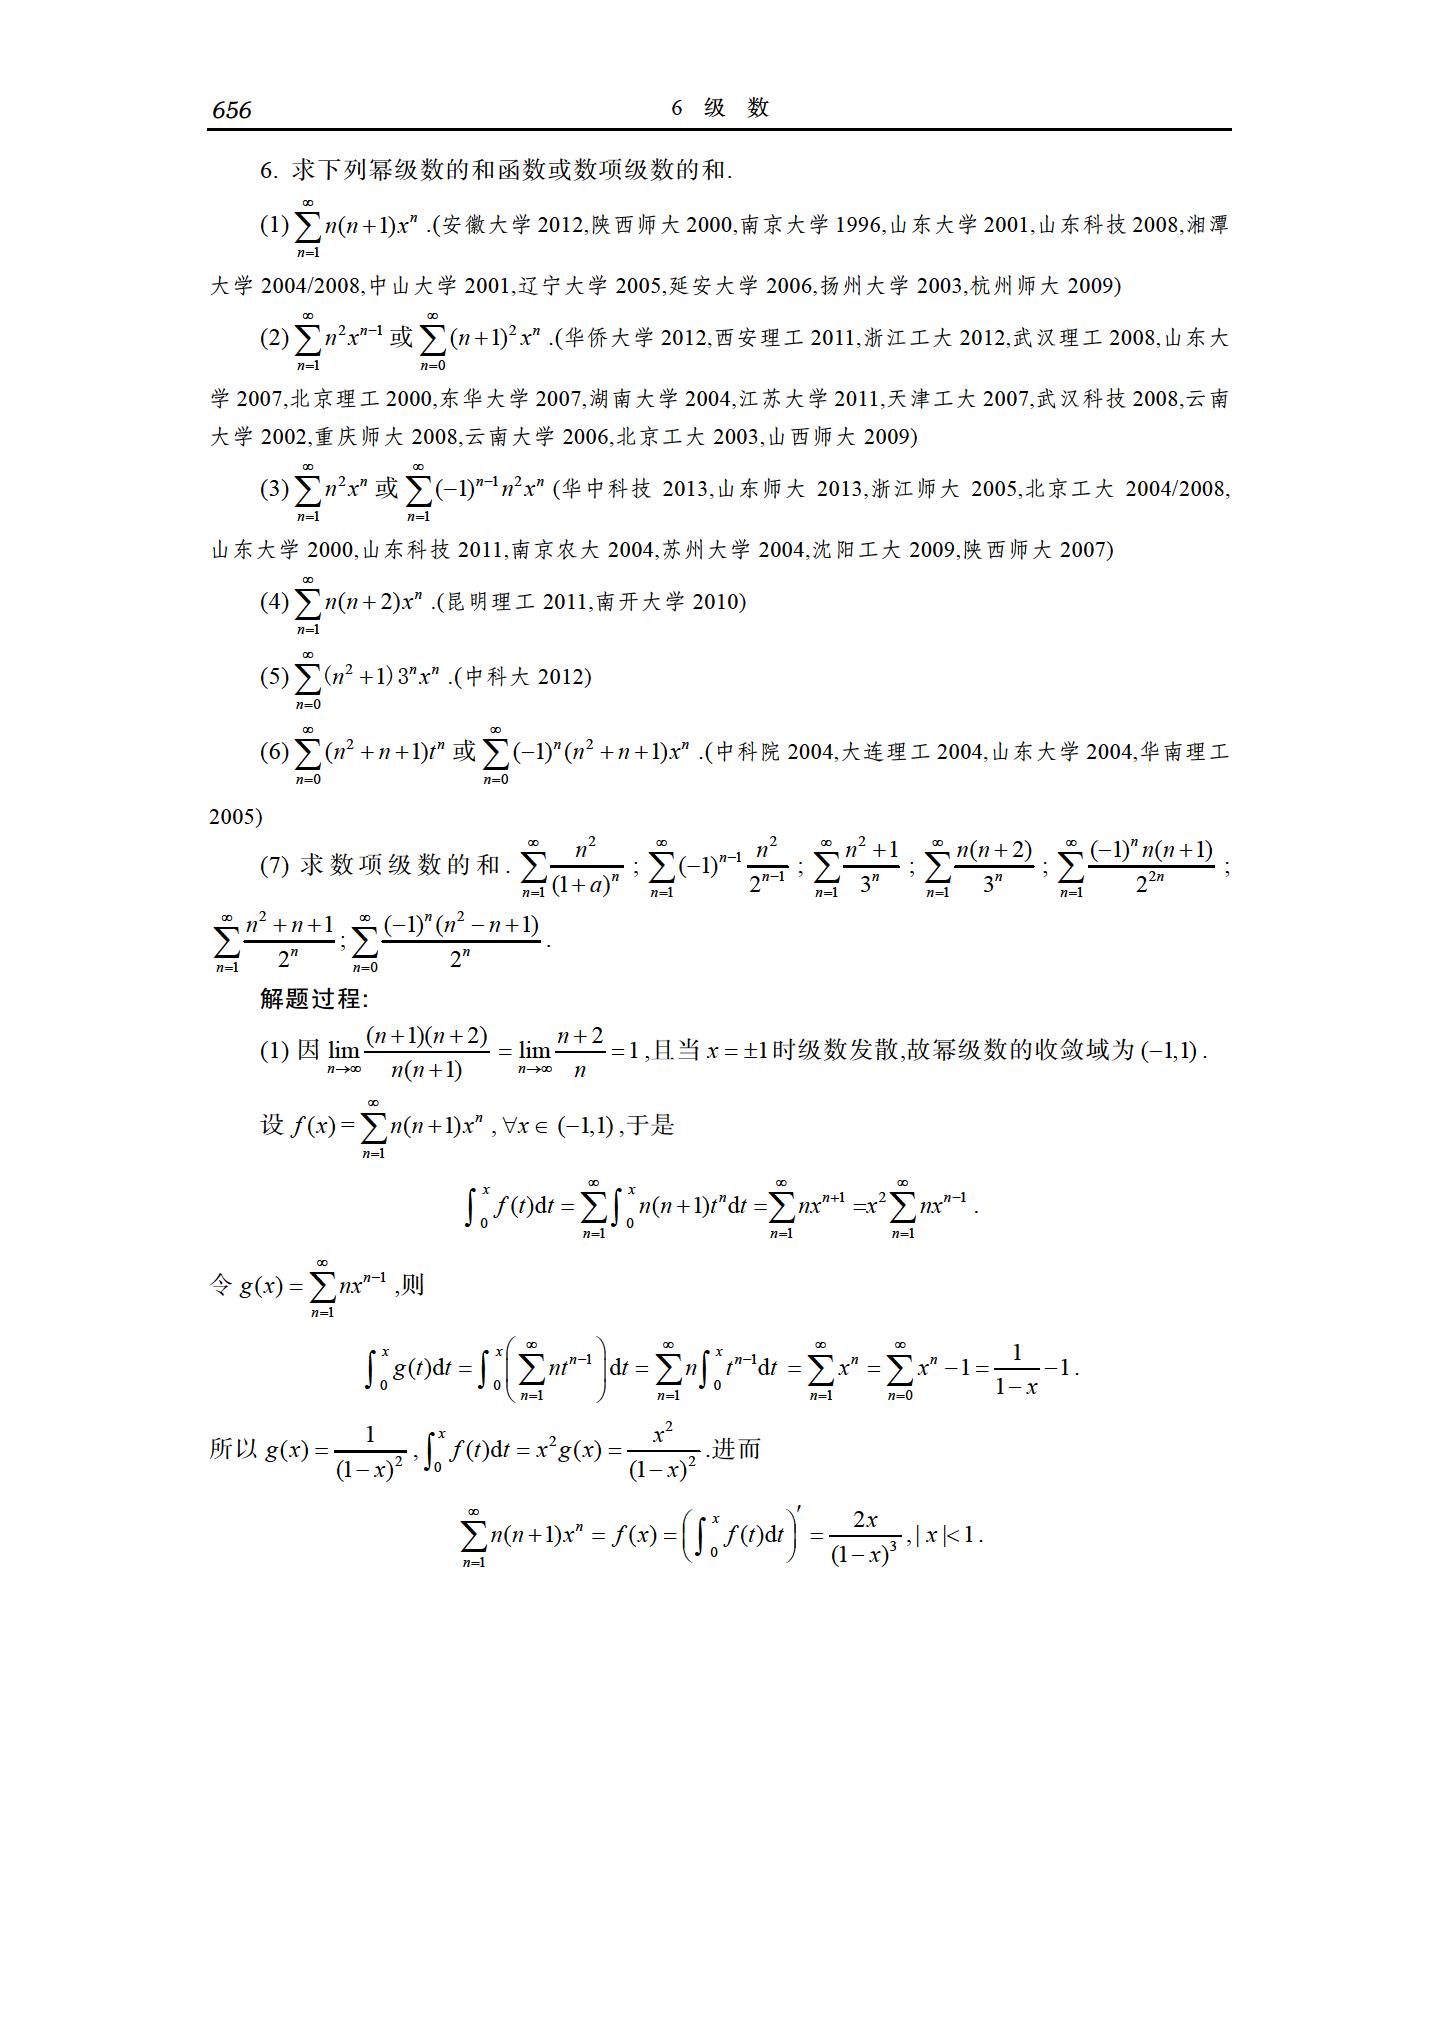 656 6 级 数
6. 求下列幂级数的和函数或数项级数的和.
(1) $\sum_{n=1}^{\infty} n(n+1)x^n$ .(安徽大学 2012,陕西师大 2000,南京大学 1996,山东大学 2001,山东科技 2008,湘潭
大学 2004/2008,中山大学 2001,辽宁大学 2005,延安大学 2006,扬州大学 2003,杭州师大 2009)
(2) $\sum_{n=1}^{\infty} n^2 x^{n-1}$ 或 $\sum_{n=0}^{\infty} (n+1)^2 x^n$ .(华侨大学 2012,西安理工 2011,浙江工大 2012,武汉理工 2008,山东大
学 2007,北京理工 2000,东华大学 2007,湖南大学 2004,江苏大学 2011,天津工大 2007,武汉科技 2008,云南
大学 2002,重庆师大 2008,云南大学 2006,北京工大 2003,山西师大 2009)
(3) $\sum_{n=1}^{\infty} n^2 x^n$ 或 $\sum_{n=1}^{\infty} (-1)^{n-1} n^2 x^n$ (华中科技 2013,山东师大 2013,浙江师大 2005,北京工大 2004/2008,
山东大学 2000,山东科技 2011,南京农大 2004,苏州大学 2004,沈阳工大 2009,陕西师大 2007)
(4) $\sum_{n=1}^{\infty} n(n+2)x^n$ .(昆明理工 2011,南开大学 2010)
(5) $\sum_{n=0}^{\infty} (n^2+1)3^n x^n$ .(中科大 2012)
(6) $\sum_{n=0}^{\infty} (n^2+n+1)t^n$ 或 $\sum_{n=0}^{\infty} (-1)^n (n^2+n+1)x^n$ .(中科院 2004,大连理工 2004,山东大学 2004,华南理工
2005)
(7) 求数项级数的和. $\sum_{n=1}^{\infty} \frac{n^2}{(1+a)^n}$ ; $\sum_{n=1}^{\infty} (-1)^{n-1} \frac{n^2}{2^{n-1}}$ ; $\sum_{n=1}^{\infty} \frac{n^2+1}{3^n}$ ; $\sum_{n=1}^{\infty} \frac{n(n+2)}{3^n}$ ; $\sum_{n=1}^{\infty} \frac{(-1)^n n(n+1)}{2^{2n}}$ ;
$\sum_{n=1}^{\infty} \frac{n^2+n+1}{2^n}$ ; $\sum_{n=0}^{\infty} \frac{(-1)^n (n^2-n+1)}{2^n}$ .
解题过程:
(1) 因 $\lim_{n\to\infty} \frac{(n+1)(n+2)}{n(n+1)} = \lim_{n\to\infty} \frac{n+2}{n} = 1$ ,且当 $x = \pm 1$ 时级数发散,故幂级数的收敛域为 $(-1,1)$ .
设 $f(x) = \sum_{n=1}^{\infty} n(n+1)x^n$ , $\forall x \in (-1,1)$ ,于是
$\int_0^x f(t)\mathrm{d}t = \sum_{n=1}^{\infty} \int_0^x n(n+1)t^n \mathrm{d}t = \sum_{n=1}^{\infty} nx^{n+1} = x^2 \sum_{n=1}^{\infty} nx^{n-1}$ .
令 $g(x) = \sum_{n=1}^{\infty} nx^{n-1}$ ,则
$\int_0^x g(t)\mathrm{d}t = \int_0^x \left( \sum_{n=1}^{\infty} nt^{n-1} \right) \mathrm{d}t = \sum_{n=1}^{\infty} n \int_0^x t^{n-1} \mathrm{d}t = \sum_{n=1}^{\infty} x^n = \sum_{n=0}^{\infty} x^n - 1 = \frac{1}{1-x} - 1$ .
所以 $g(x) = \frac{1}{(1-x)^2}$ , $\int_0^x f(t)\mathrm{d}t = x^2 g(x) = \frac{x^2}{(1-x)^2}$ .进而
$\sum_{n=1}^{\infty} n(n+1)x^n = f(x) = \left( \int_0^x f(t)\mathrm{d}t \right)' = \frac{2x}{(1-x)^3}, |x|<1$ .